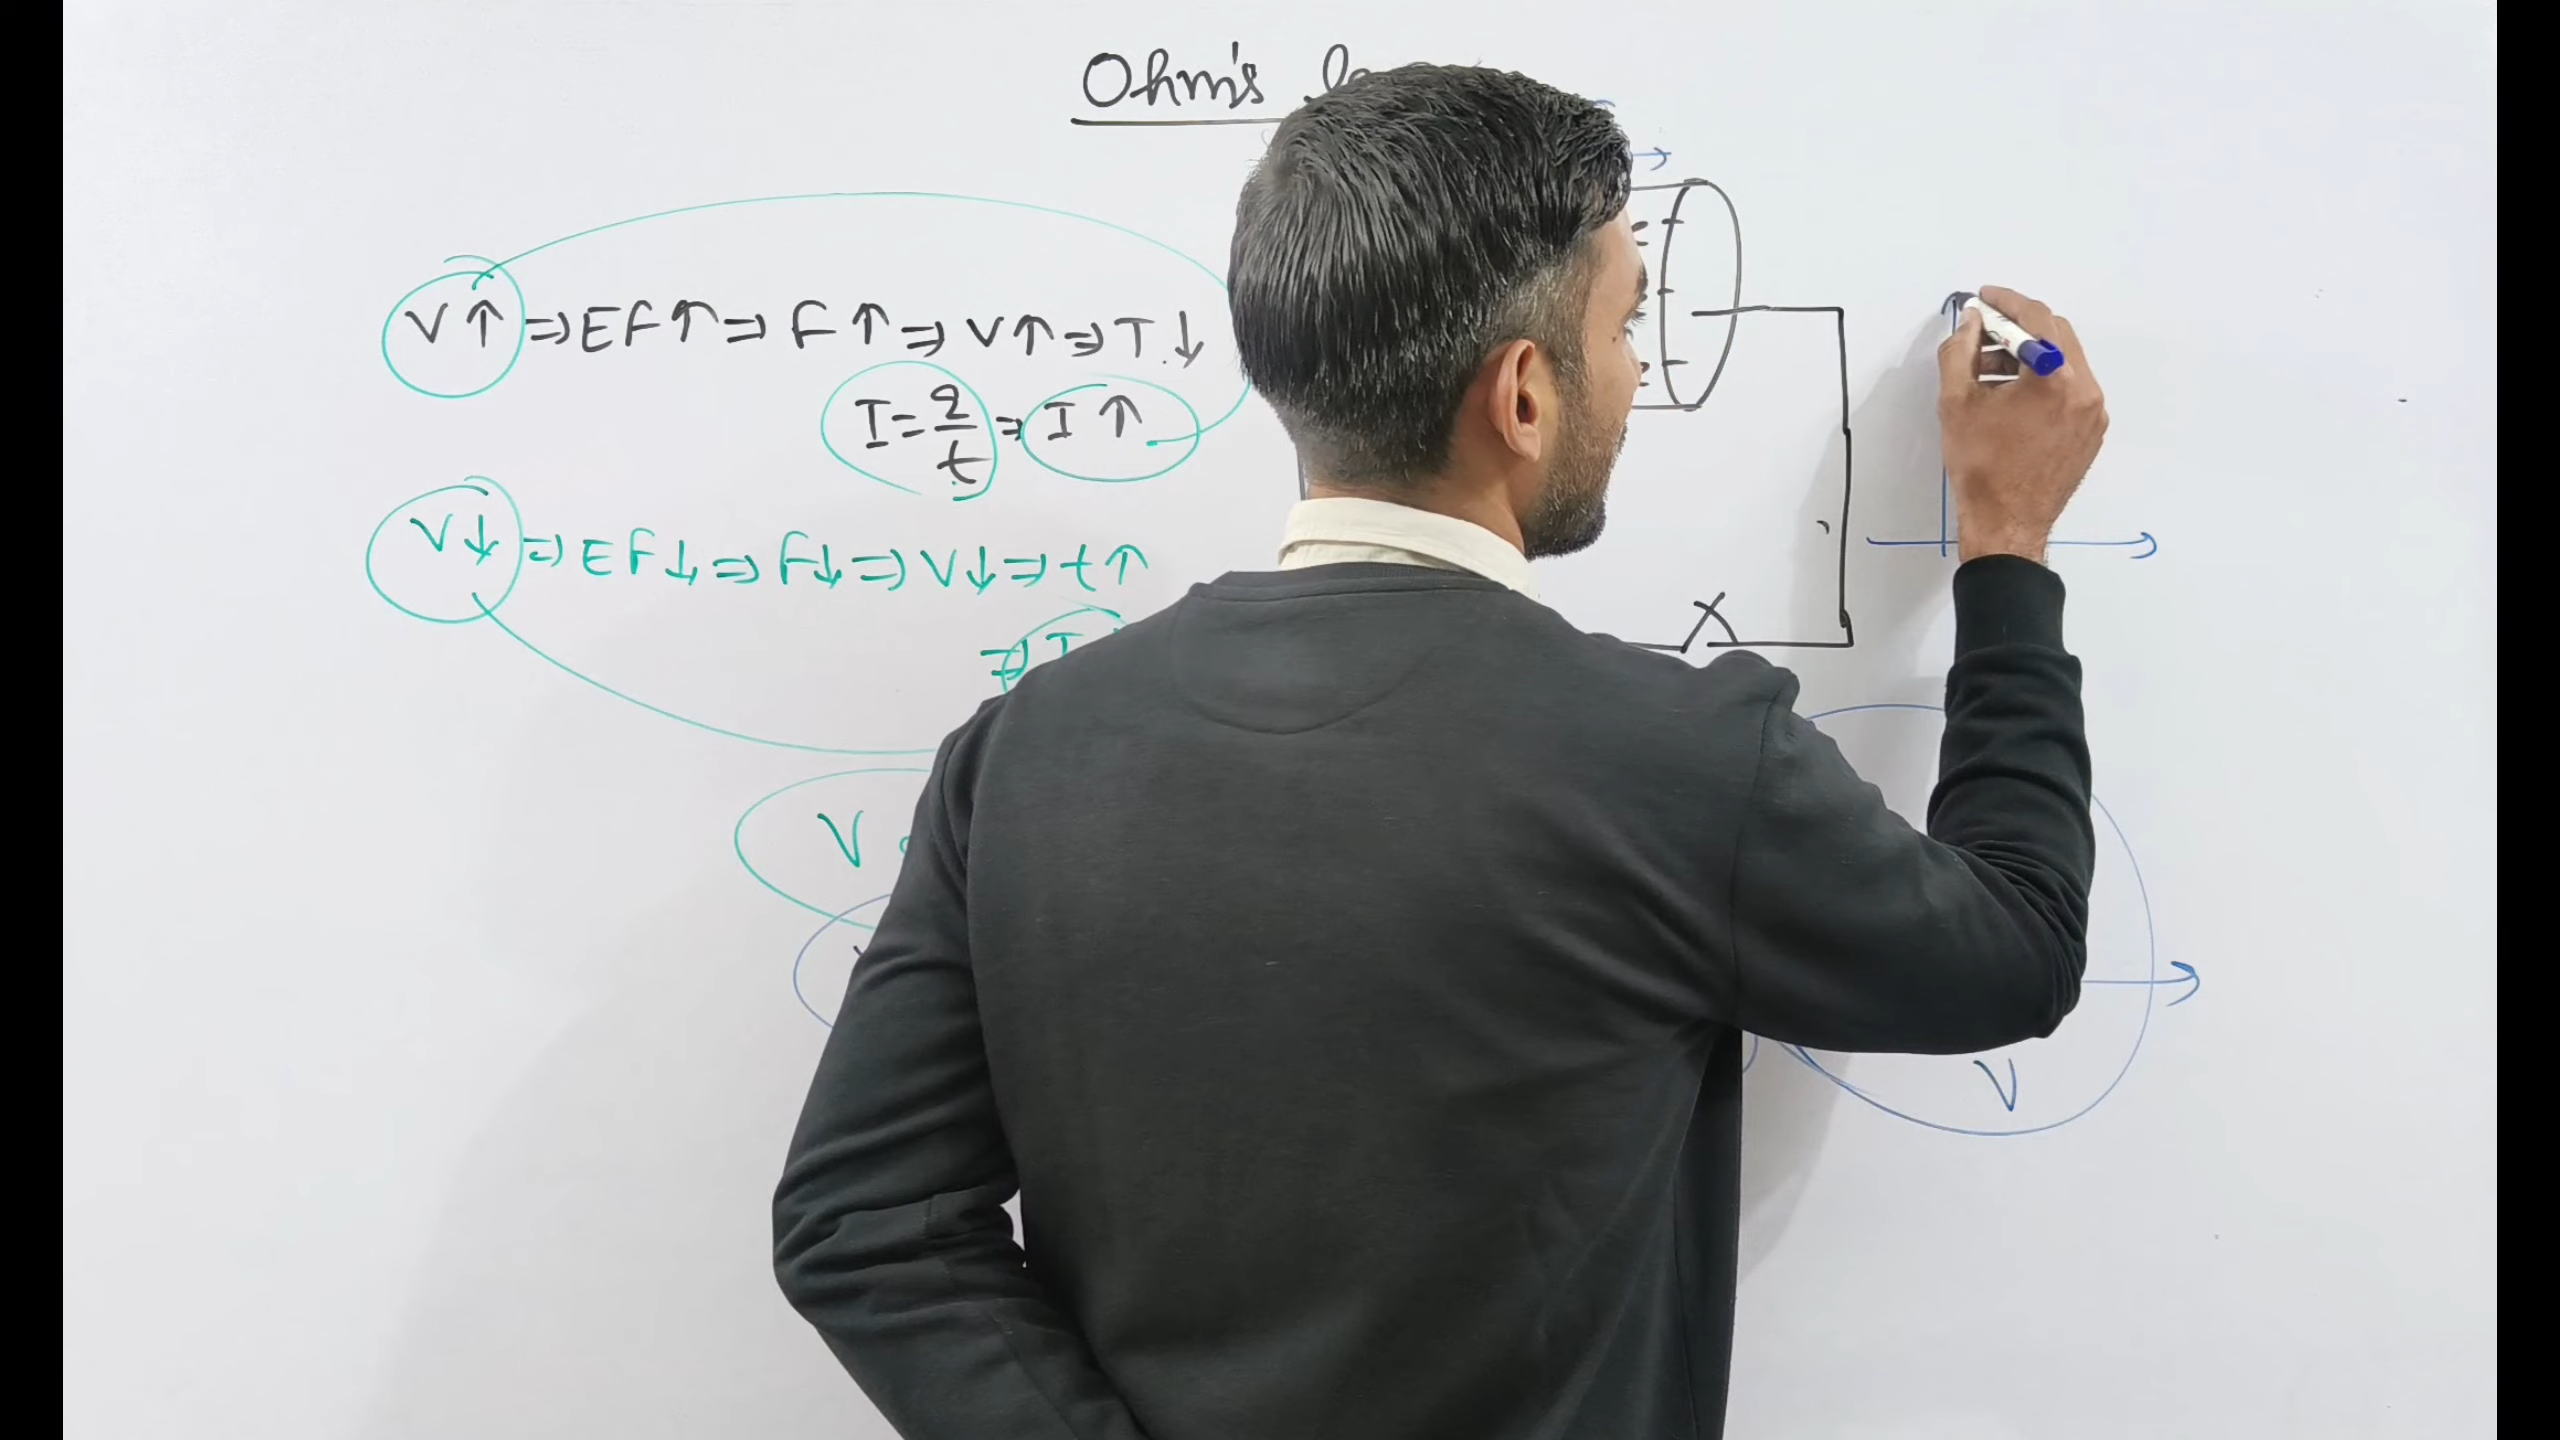 Ohm's
V↑ ⇒ EF↑ ⇒ F↑ ⇒ V↑ ⇒ T↓
I = q/t ⇒ I↑
V↓ ⇒ EF↓ ⇒ F↓ ⇒ V↓ ⇒ t↑
⇒ I
V
V